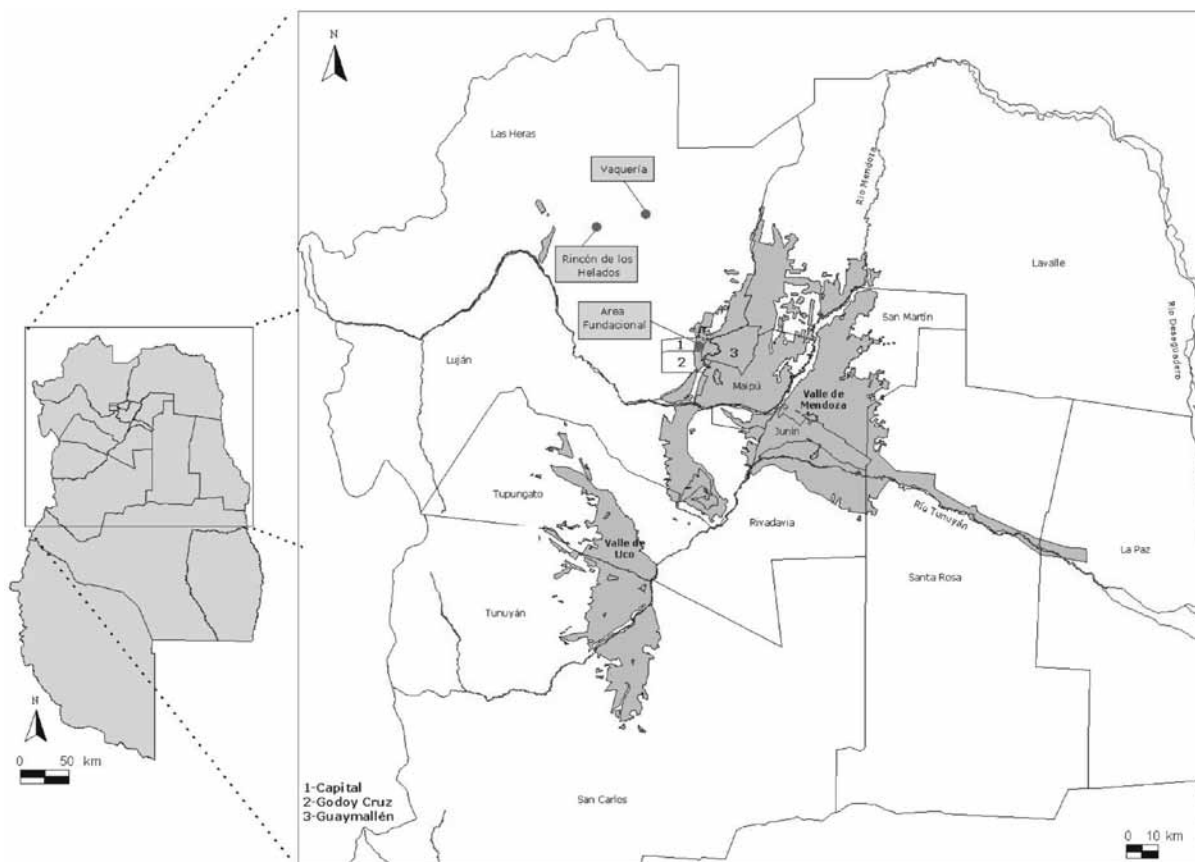 N
Las Heras
Vaquería
Río Mendoza
Rincón de los
Helados
Lavalle
Area
Fundacional
San Martín
Río Desaguadero
1
2
3
Luján
Maipú
Valle de
Mendoza
Junín
Tupungato
Río Tunuyán
Rivadavia
Valle de
Uco
La Paz
Santa Rosa
Tunuyán
N
0 50 km
1-Capital
2-Godoy Cruz
3-Guaymallén
San Carlos
0 10 km